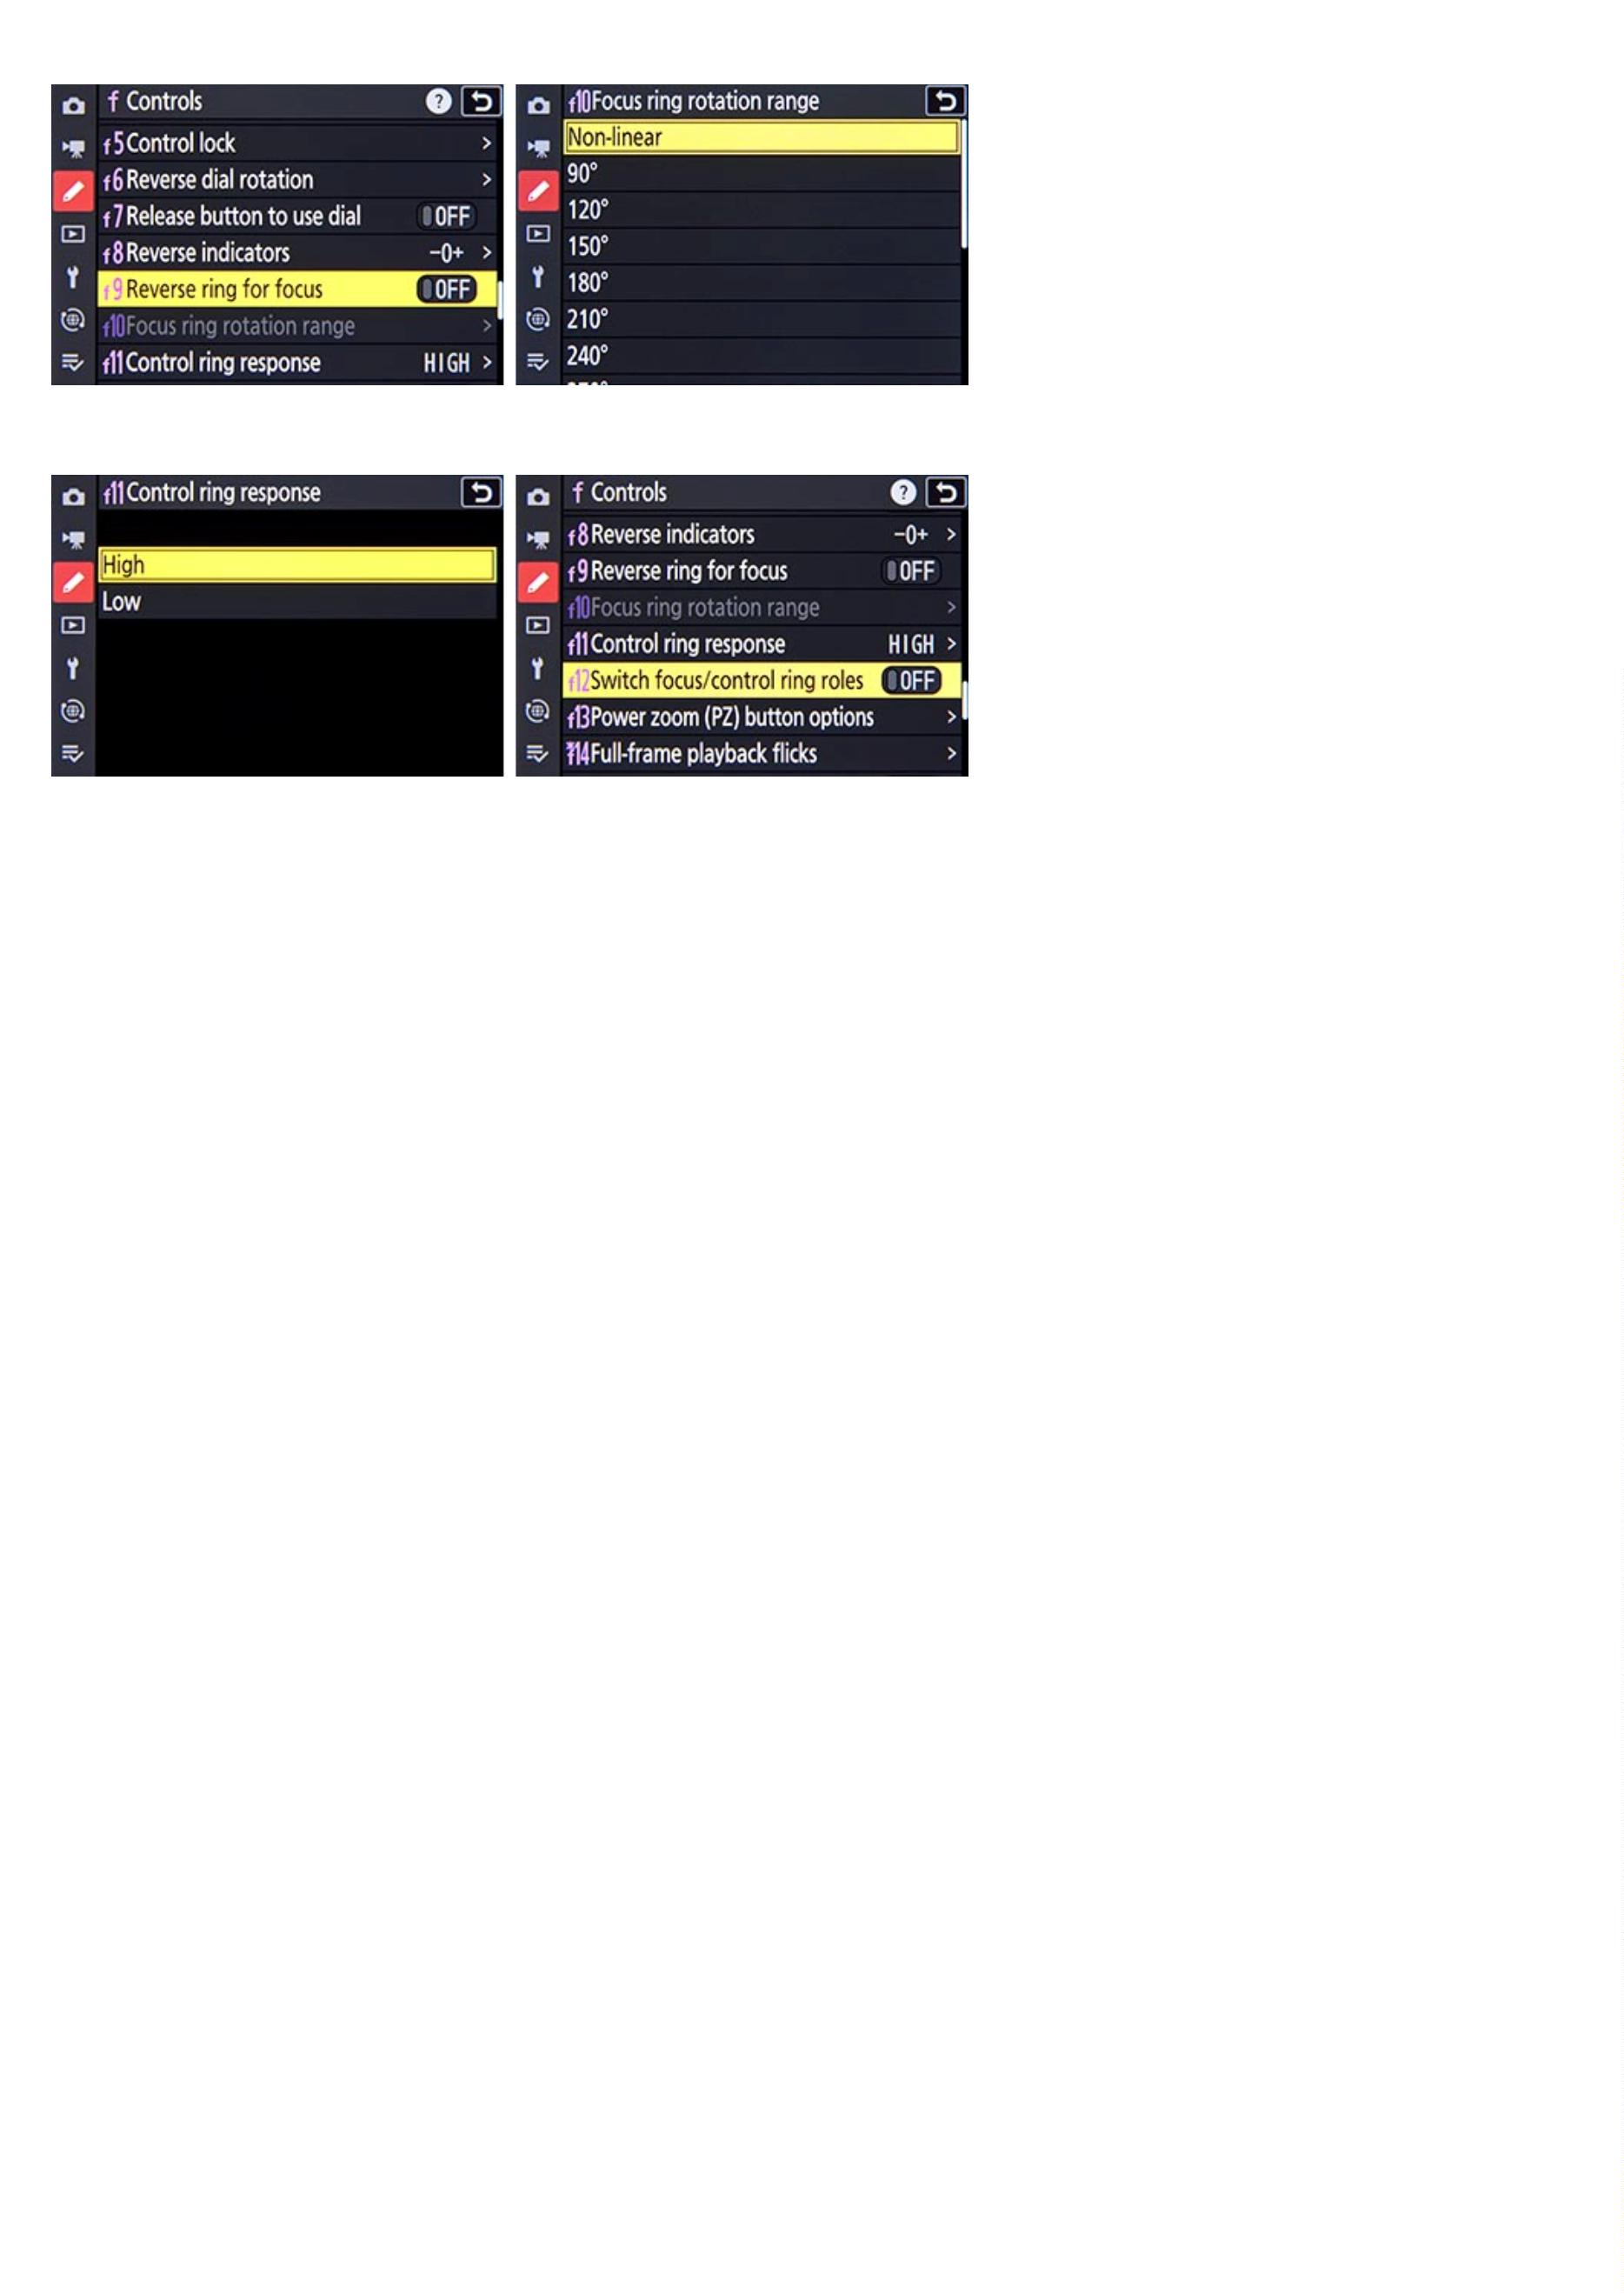 f Controls ?
f5 Control lock >
f6 Reverse dial rotation >
f7 Release button to use dial OFF
f8 Reverse indicators −0+ >
f9 Reverse ring for focus OFF
f10 Focus ring rotation range >
f11 Control ring response HIGH >
f10 Focus ring rotation range
Non-linear
90°
120°
150°
180°
210°
240°
f11 Control ring response
High
Low
f Controls ?
f8 Reverse indicators −0+ >
f9 Reverse ring for focus OFF
f10 Focus ring rotation range >
f11 Control ring response HIGH >
f12 Switch focus/control ring roles OFF
f13 Power zoom (PZ) button options >
f14 Full-frame playback flicks >